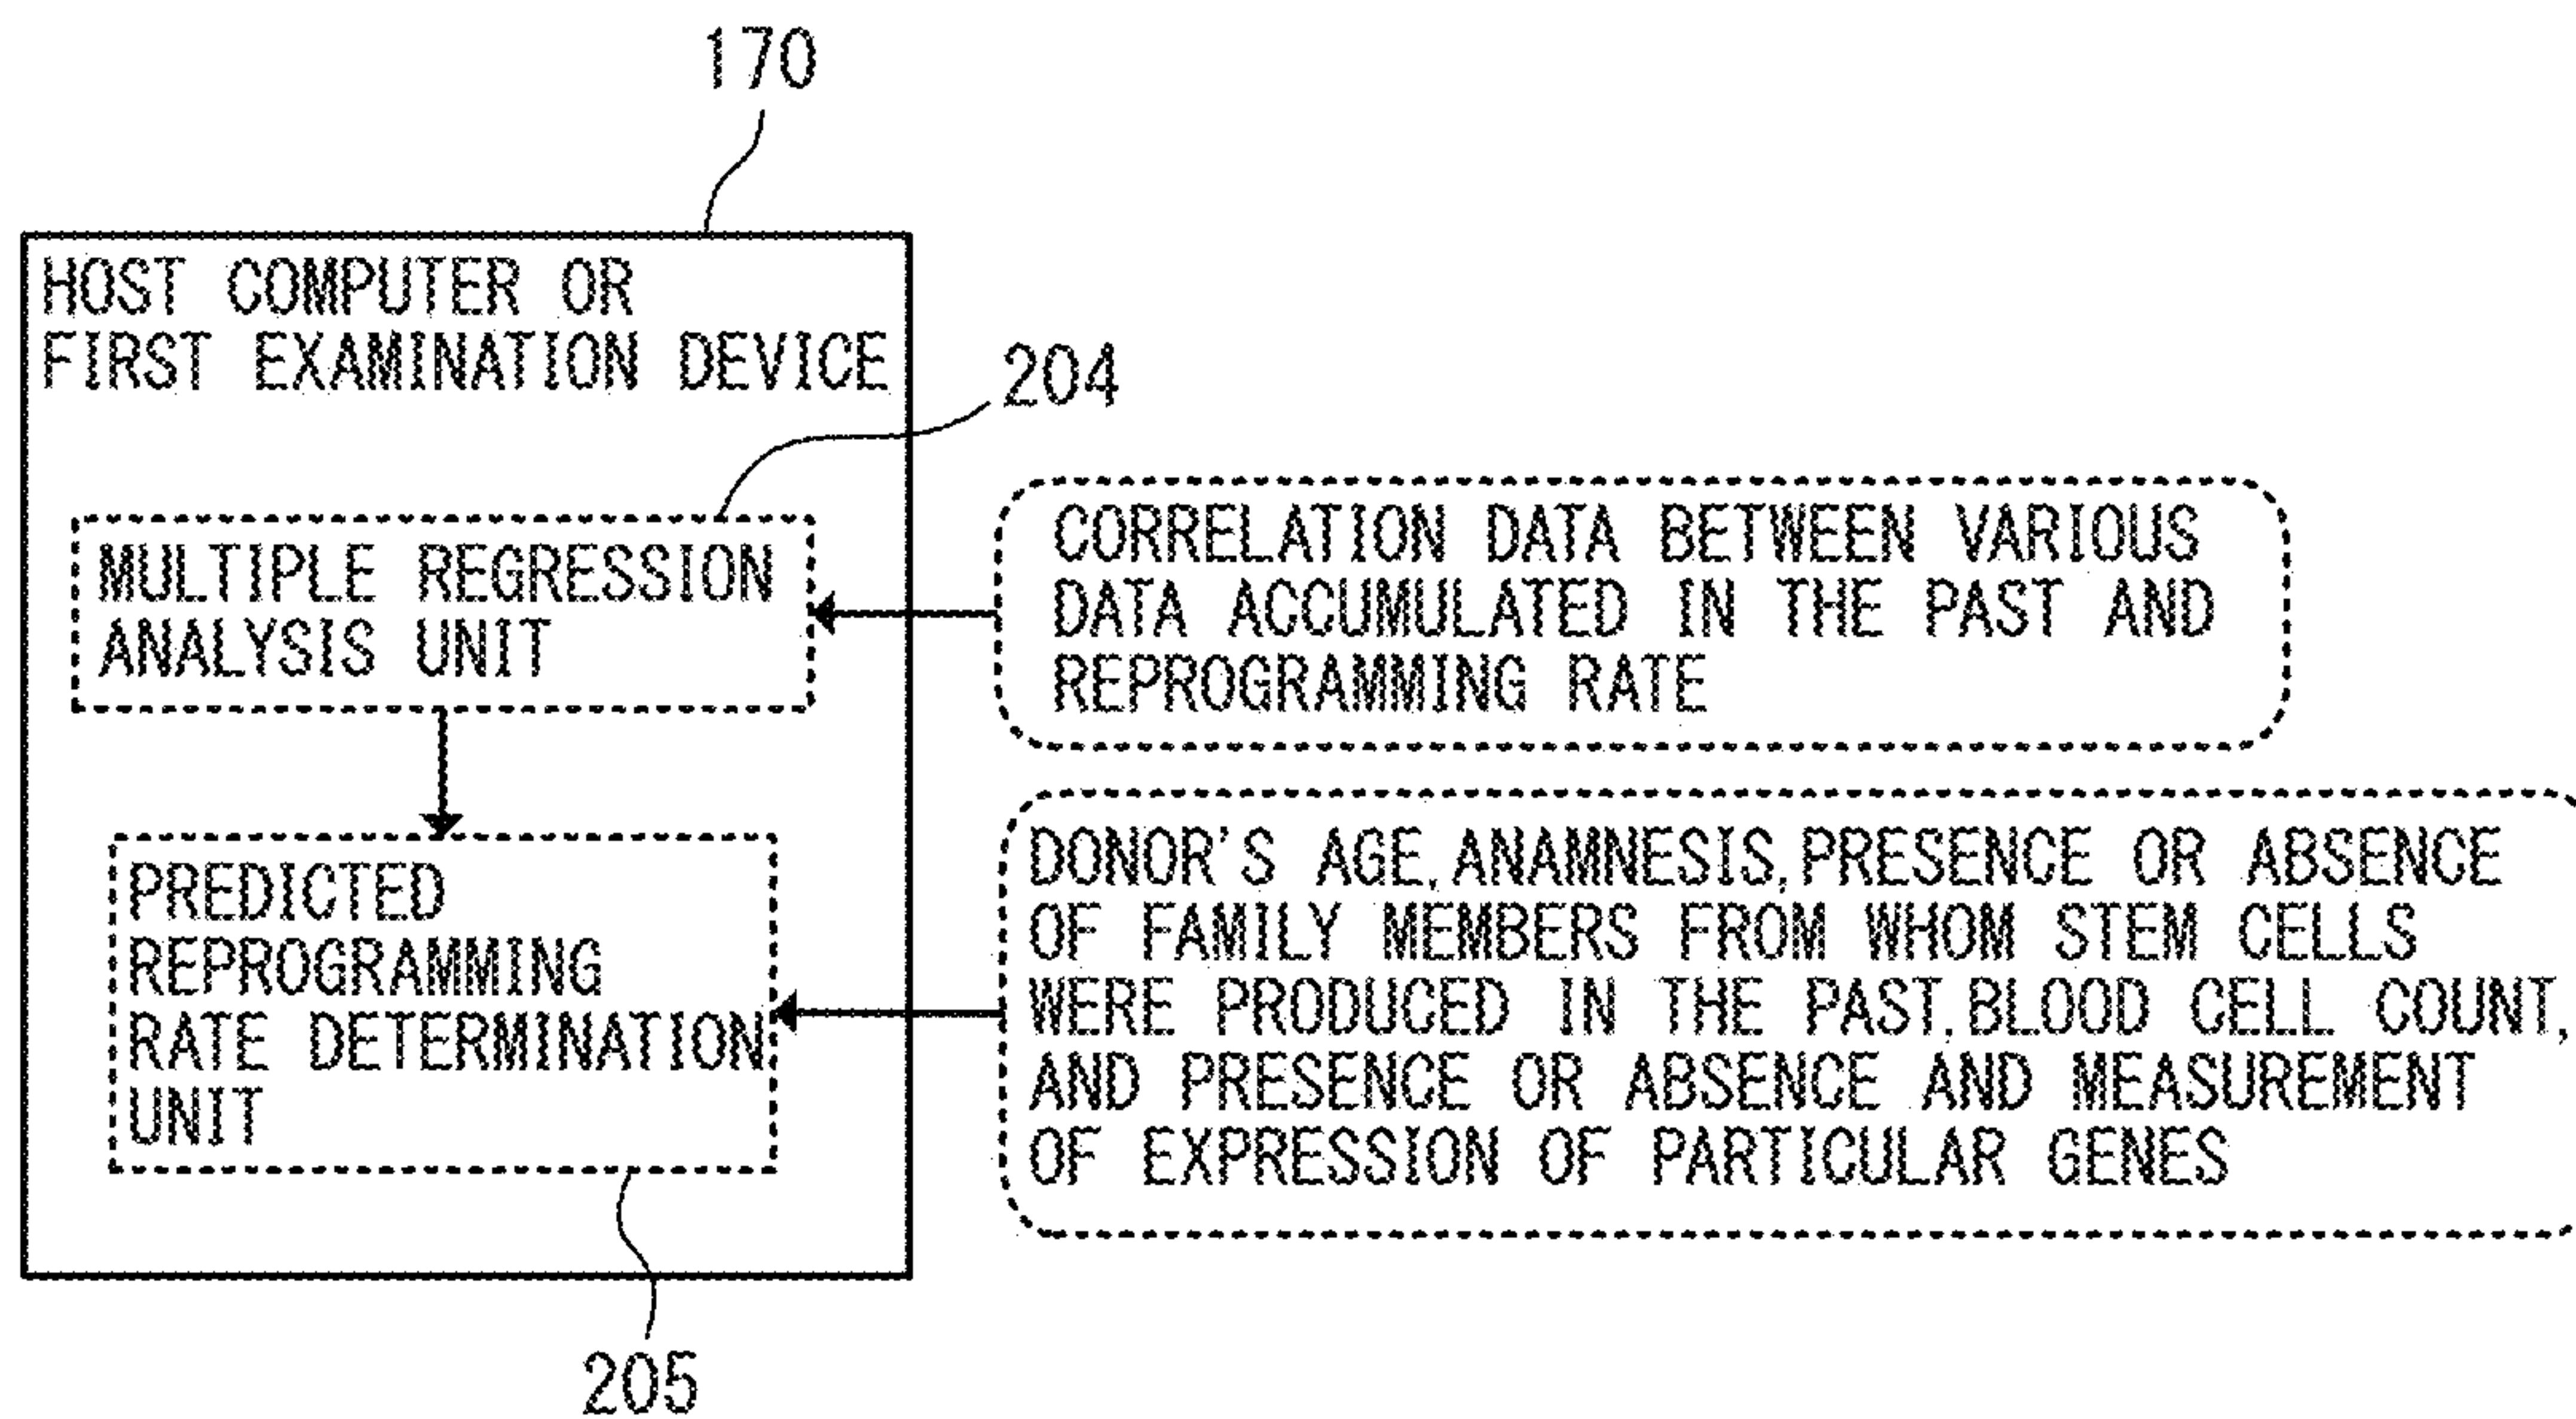 170
HOST COMPUTER OR
FIRST EXAMINATION DEVICE
204
MULTIPLE REGRESSION
ANALYSIS UNIT
CORRELATION DATA BETWEEN VARIOUS
DATA ACCUMULATED IN THE PAST AND
REPROGRAMMING RATE
PREDICTED
REPROGRAMMING
RATE DETERMINATION
UNIT
DONOR'S AGE, ANAMNESIS, PRESENCE OR ABSENCE
OF FAMILY MEMBERS FROM WHOM STEM CELLS
WERE PRODUCED IN THE PAST, BLOOD CELL COUNT,
AND PRESENCE OR ABSENCE AND MEASUREMENT
OF EXPRESSION OF PARTICULAR GENES
205